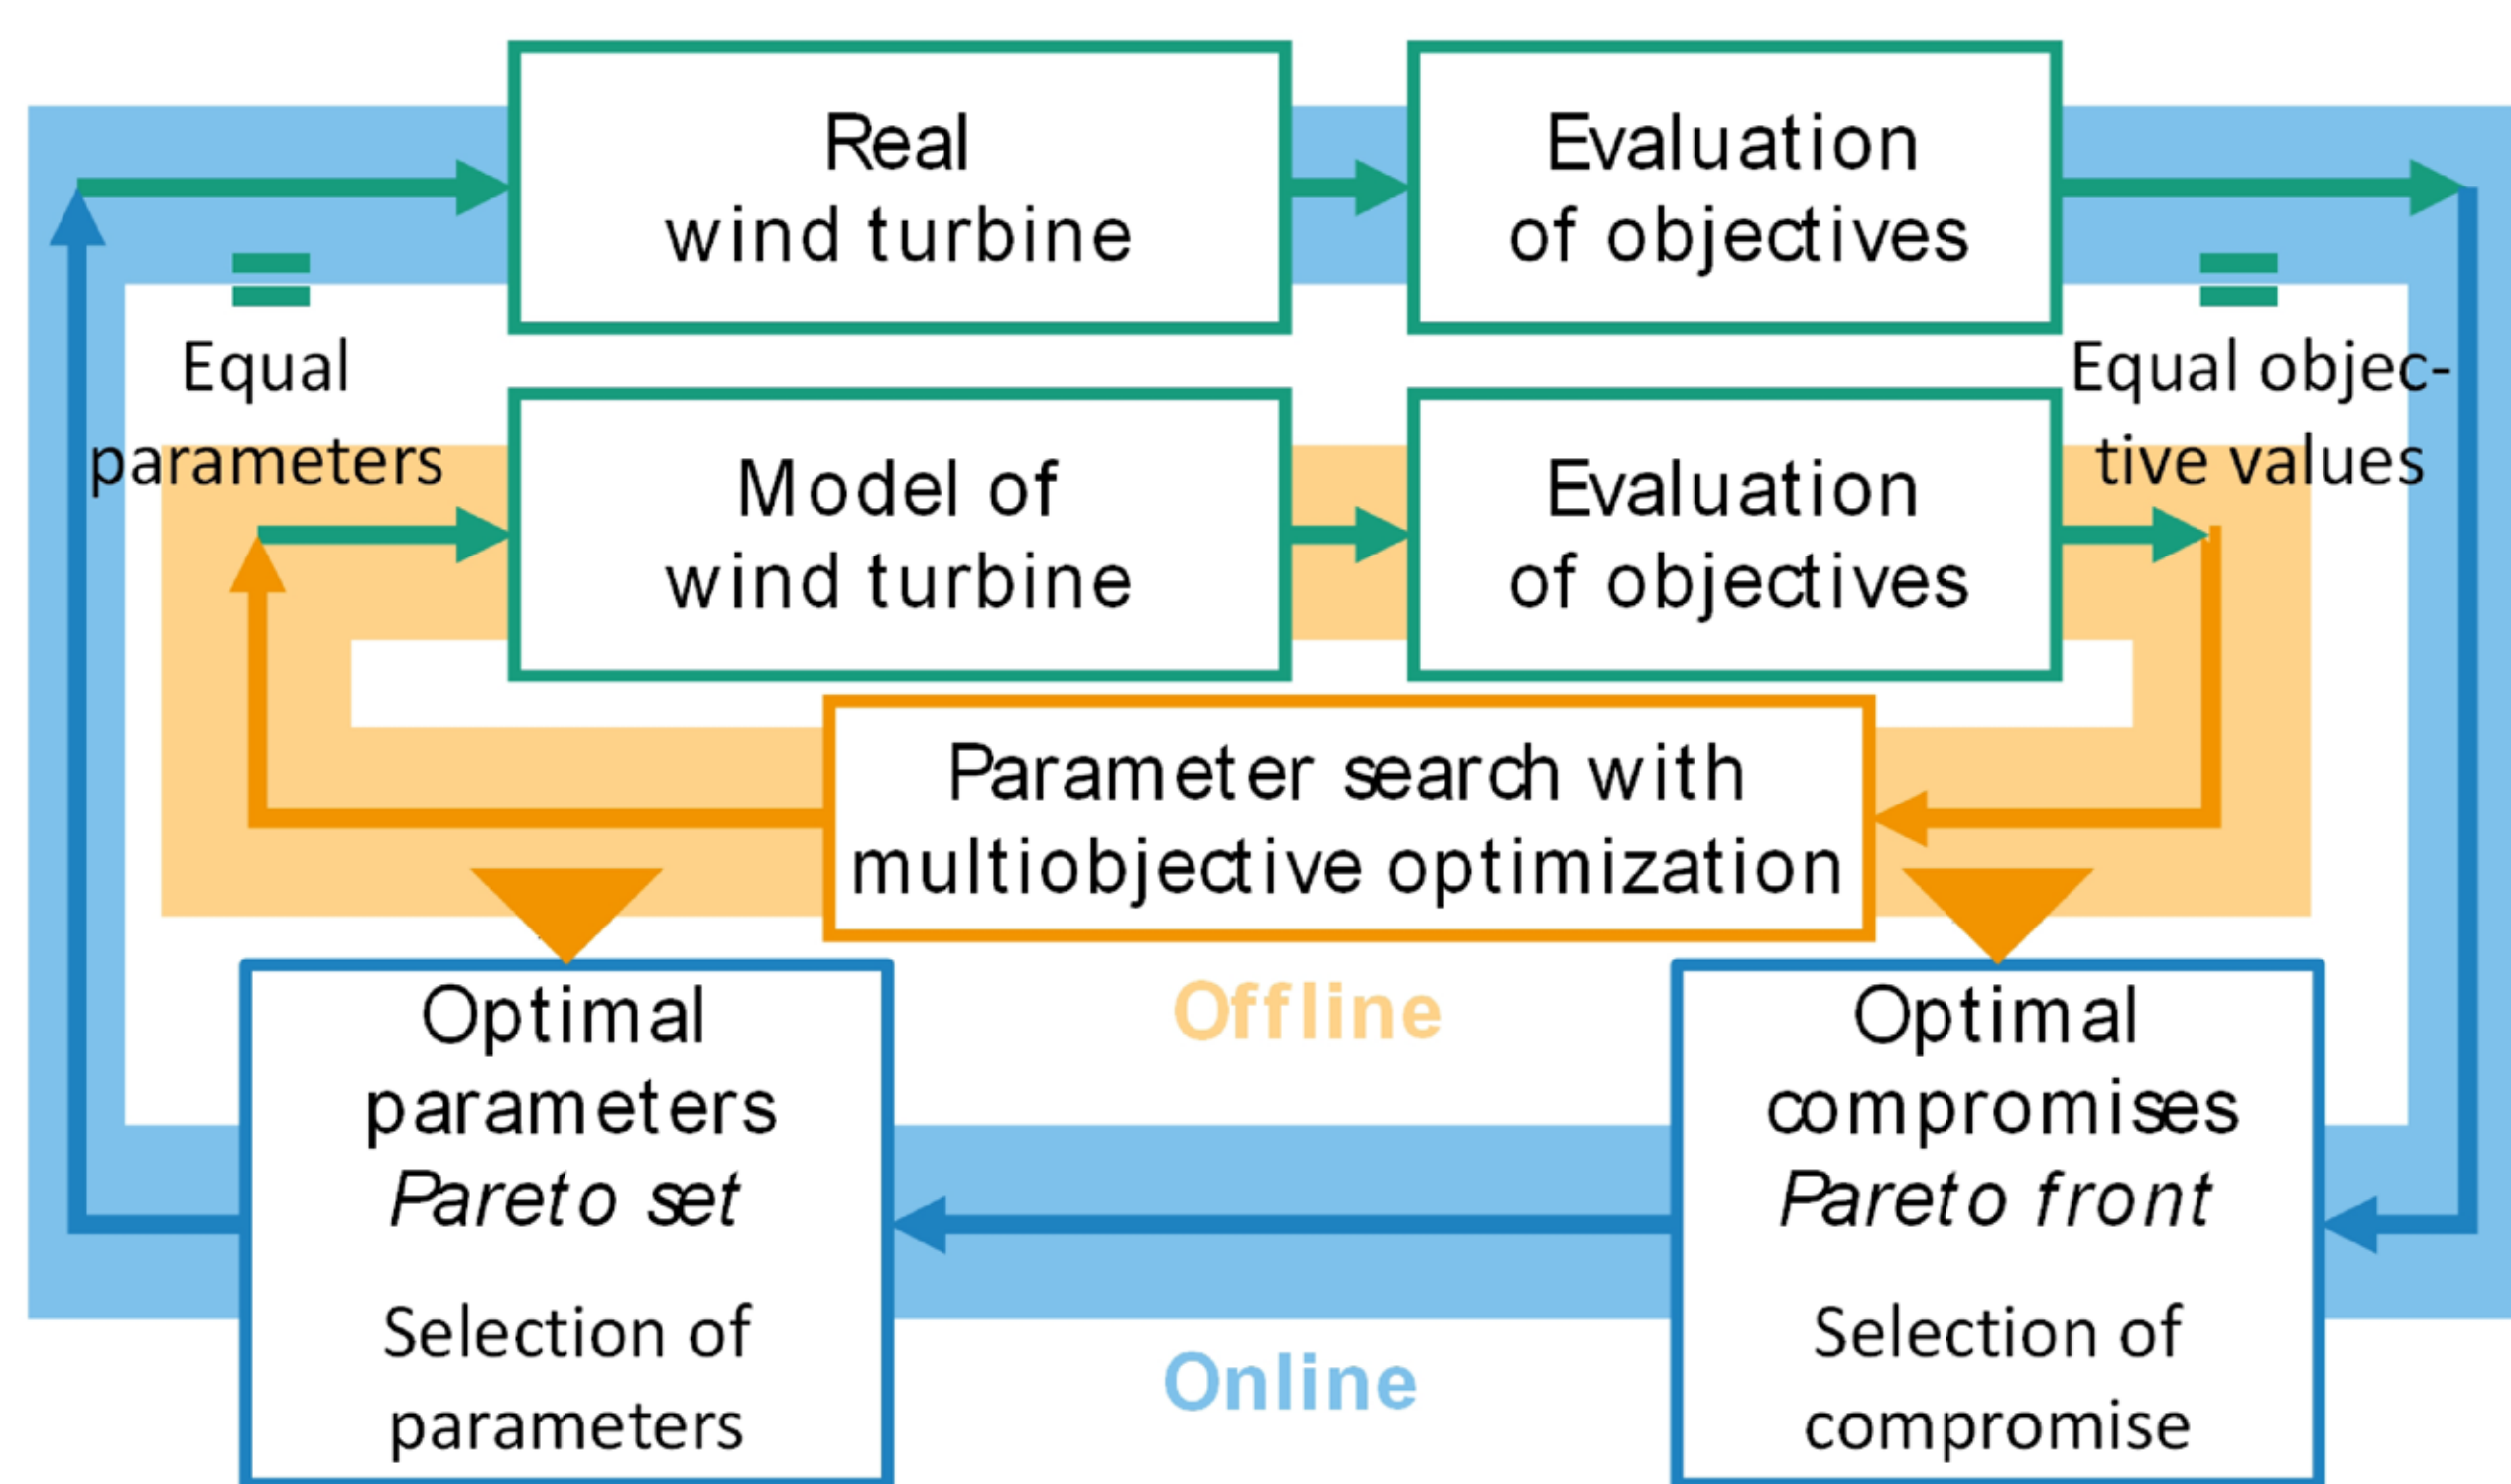 Real
wind turbine
Evaluation
of objectives
=
Equal
parameters
=
Equal objec-
tive values
Model of
wind turbine
Evaluation
of objectives
Parameter search with
multiobjective optimization
Offline
Optimal
parameters
Pareto set
Selection of
parameters
Optimal
compromises
Pareto front
Selection of
compromise
Online